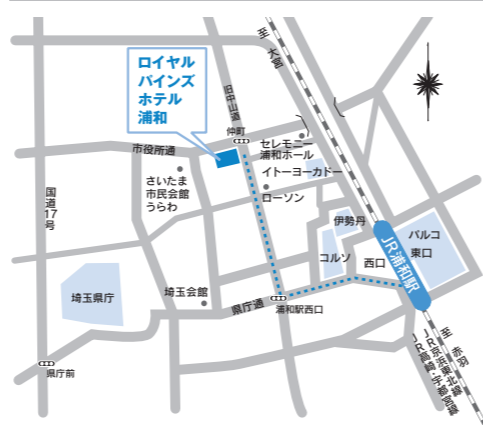 至
大宮
ロイヤル
パインズ
ホテル
浦和
旧中山道
仲町
市役所通
セレモニー
浦和ホール
イトーヨーカドー
さいたま
市民会館
うらわ
ローソン
国道17号
伊勢丹
パルコ
東口
JR浦和駅
コルソ
西口
埼玉県庁
埼玉会館
県庁通
浦和駅西口
県庁前
至
赤羽
JR京浜東北線
JR高崎・宇都宮線